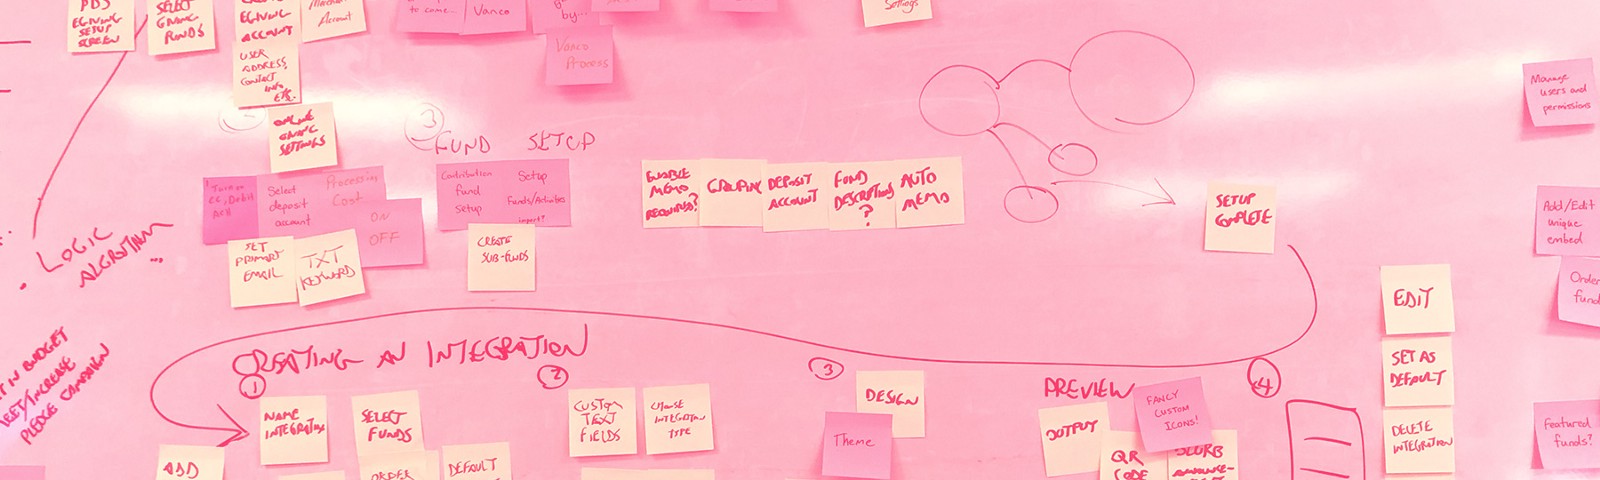 PDS
EGIVING
SETUP
SCREEN
SELECT
GIVING
FUNDS
EGIVING
ACCOUNT
Merchant
Account
to come...
Vanco
by...
Settings
Vanco
Process
USER
ADDRESS,
CONTACT
INFO
ETC.
ONLINE
GIVING
SETTINGS
3
FUND SETUP
Turn on
CC, Debit
ACH
Select
deposit
account
Processing
Cost
ON
OFF
SET
PRIMARY
EMAIL
TXT
KEYWORD
Contribution
fund
setup
Setup
Funds/Activities
import?
CREATE
SUB-FUNDS
ENABLE
MEMO
REQUIRED?
GROUPING
DEPOSIT
ACCOUNT
FUND
DESCRIPTION
?
AUTO
MEMO
SETUP
COMPLETE
Manage
users and
permissions
Add/Edit
unique
embed
Order
fund
Featured
funds?
LOGIC
ALGORITHM
...
BUDGET
MEET/INCREASE
PLEDGE CAMPAIGN
CREATING AN INTEGRATION
1
NAME
INTEGRATION
SELECT
FUNDS
ADD
ORDER
DEFAULT
2
CUSTOM
TEXT
FIELDS
CHOOSE
INTEGRATION
TYPE
3
DESIGN
Theme
PREVIEW
4
OUTPUT
FANCY
CUSTOM
ICONS!
QR
CODE
BLURB
ANNOUNCE-
EDIT
SET AS
DEFAULT
DELETE
INTEGRATION